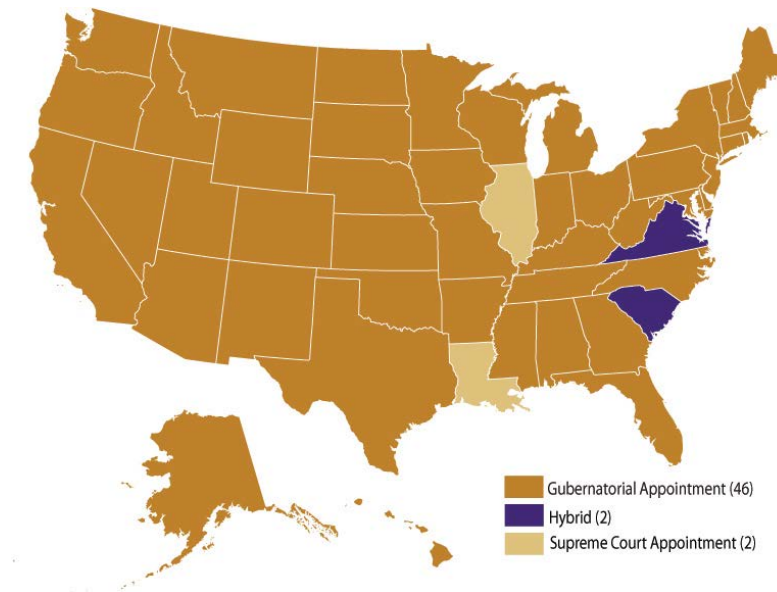 Gubernatorial Appointment (46)
Hybrid (2)
Supreme Court Appointment (2)